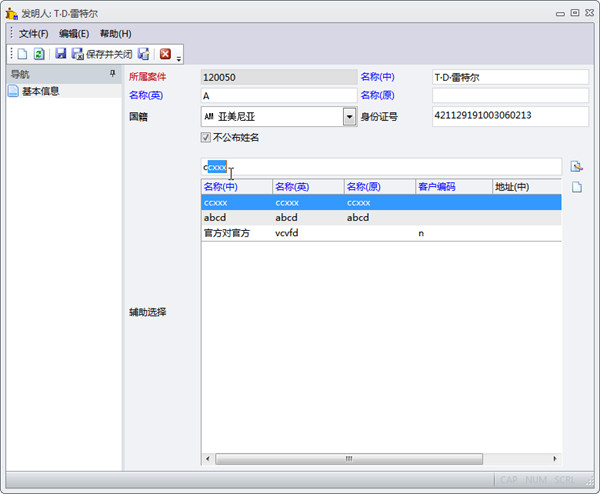 发明人: T·D·雷特尔
文件(F) 编辑(E) 帮助(H)
保存并关闭
导航
基本信息
所属案件 120050 名称(中) T·D·雷特尔
名称(英) A 名称(原)
国籍 AM 亚美尼亚 身份证号 421129191003060213
不公布姓名
ccxxx
名称(中) 名称(英) 名称(原) 客户编码 地址(中)
ccxxx ccxxx ccxxx
abcd abcd abcd
官方对官方 vcvfd n
辅助选择
CAP NUM SCRL